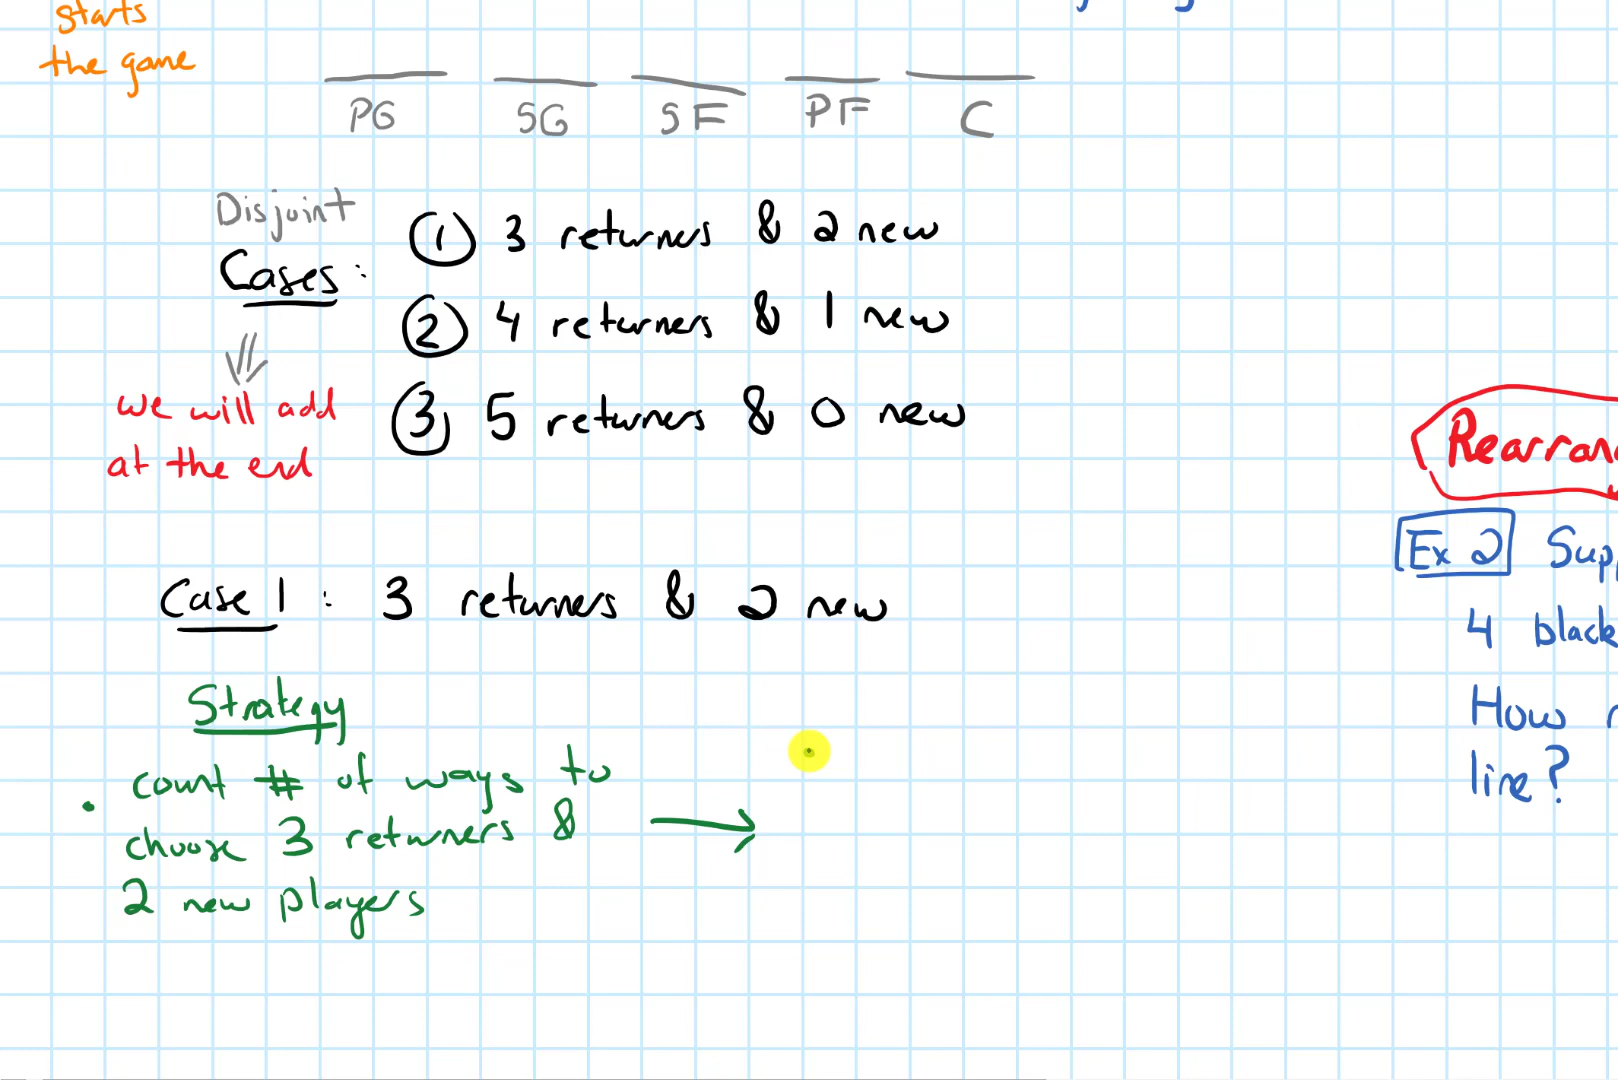 starts
the game
PG SG SF PF C
Disjoint
Cases :
① 3 returners & 2 new
② 4 returners & 1 new
③ 5 returners & 0 new
we will add
at the end
Case 1 : 3 returners & 2 new
Strategy
• count # of ways to
choose 3 returners & →
2 new players
Ex 2
4 black
How
line?